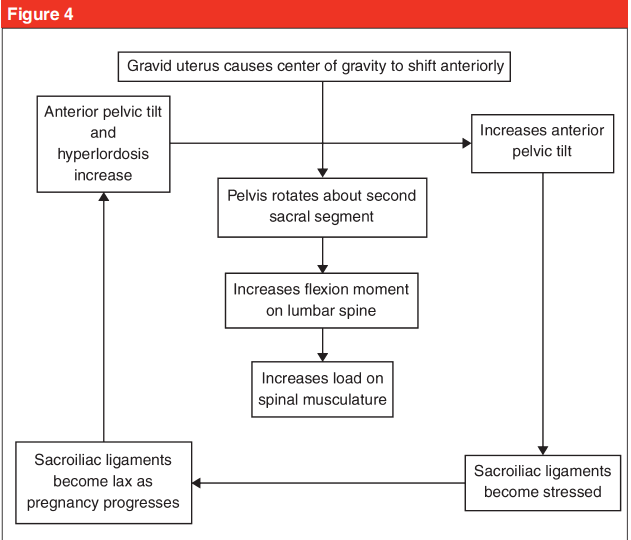 Figure 4
Gravid uterus causes center of gravity to shift anteriorly
Anterior pelvic tilt
and
hyperlordosis
increase
Increases anterior
pelvic tilt
Pelvis rotates about second
sacral segment
Increases flexion moment
on lumbar spine
Increases load on
spinal musculature
Sacroiliac ligaments
become lax as
pregnancy progresses
Sacroiliac ligaments
become stressed